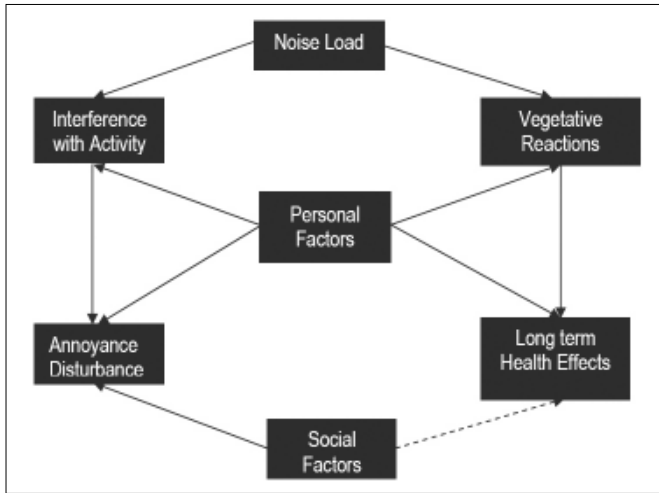 Noise Load
Interference
with Activity
Vegetative
Reactions
Personal
Factors
Annoyance
Disturbance
Long term
Health Effects
Social
Factors